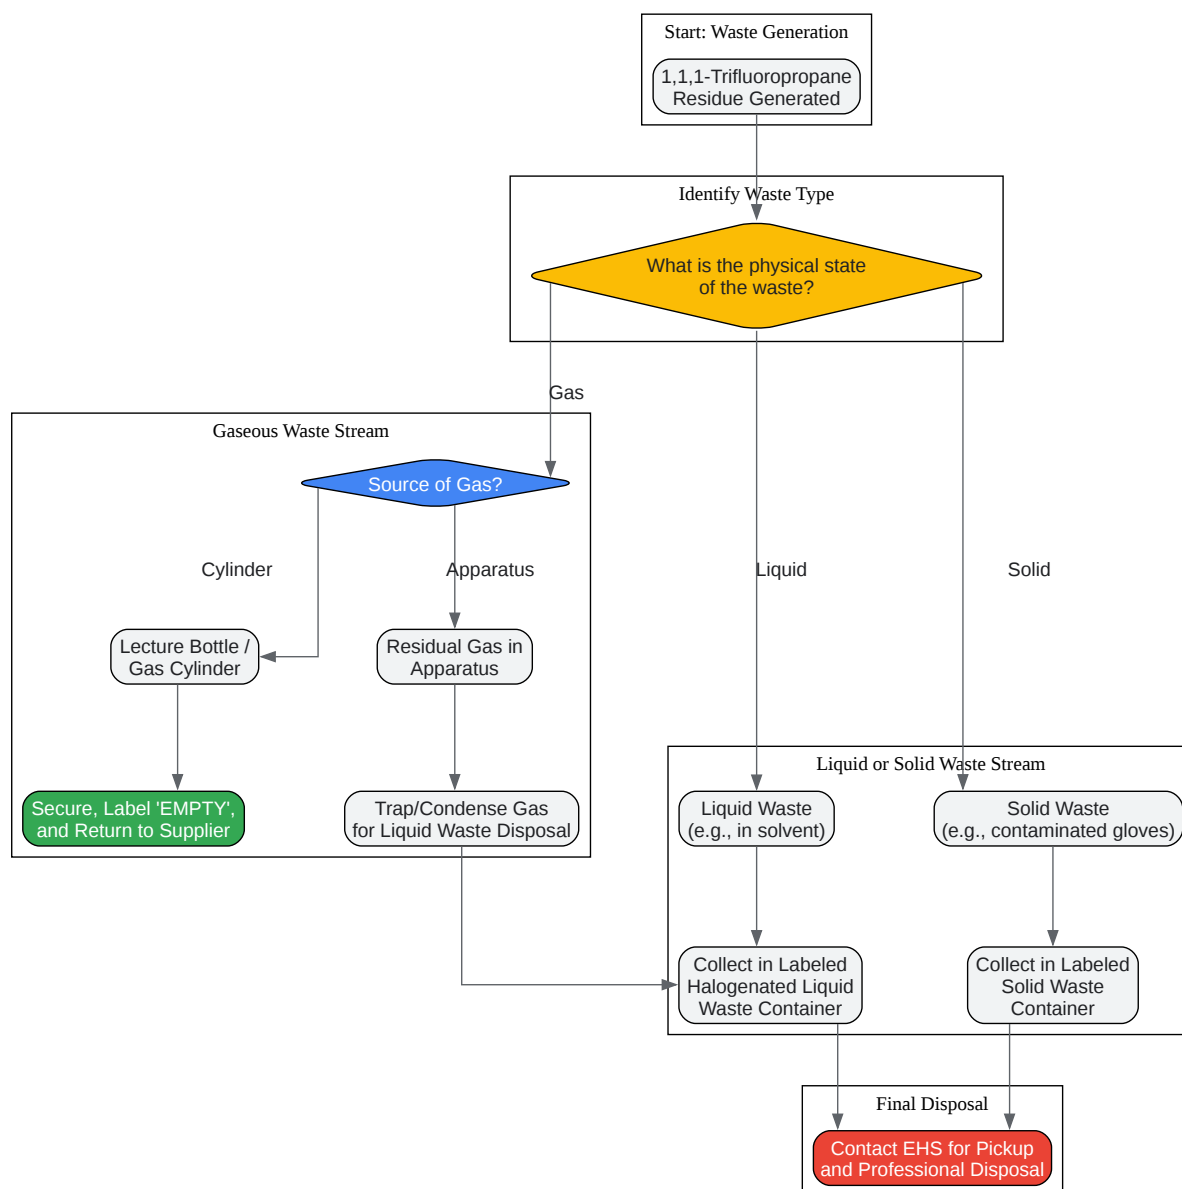 Start: Waste Generation
1,1,1-Trifluoropropane
Residue Generated
Identify Waste Type
What is the physical state
of the waste?
Gas
Gaseous Waste Stream
Source of Gas?
Cylinder
Apparatus
Liquid
Solid
Lecture Bottle /
Gas Cylinder
Residual Gas in
Apparatus
Secure, Label 'EMPTY',
and Return to Supplier
Trap/Condense Gas
for Liquid Waste Disposal
Liquid or Solid Waste Stream
Liquid Waste
(e.g., in solvent)
Solid Waste
(e.g., contaminated gloves)
Collect in Labeled
Halogenated Liquid
Waste Container
Collect in Labeled
Solid Waste
Container
Final Disposal
Contact EHS for Pickup
and Professional Disposal